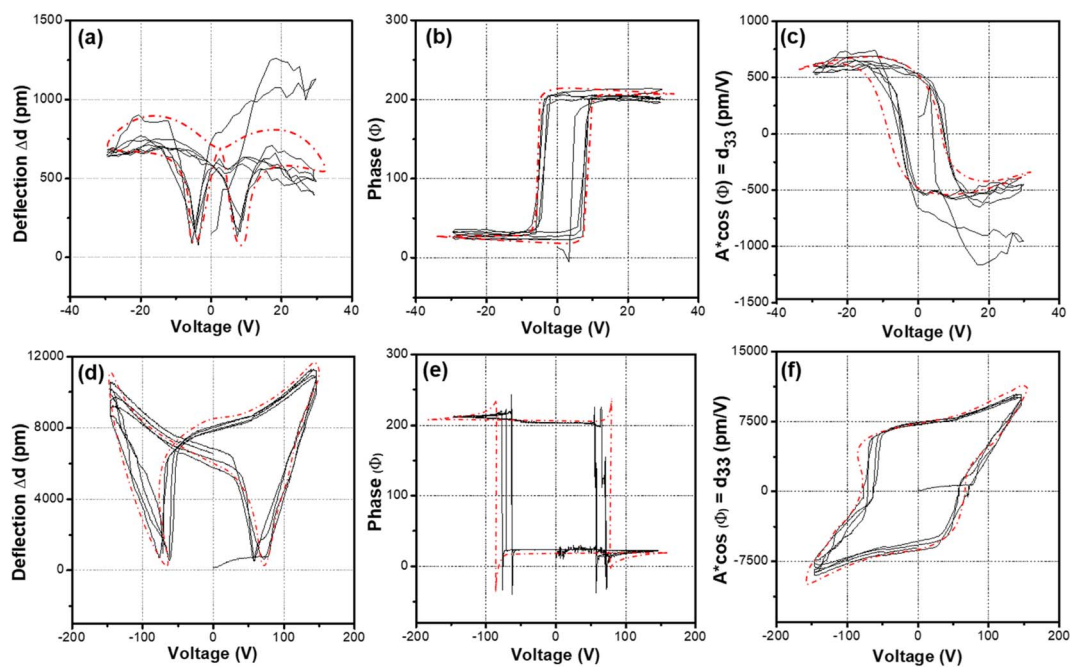 (a)
1500
1000
500
0
-40 -20 0 20 40
Deflection Δd (pm)
Voltage (V)
(b)
300
200
100
0
-40 -20 0 20 40
Phase (Φ)
Voltage (V)
(c)
1000
500
0
-500
-1000
-1500
-40 -20 0 20 40
A*cos (Φ) = d33 (pm/V)
Voltage (V)
(d)
12000
8000
4000
0
-200 -100 0 100 200
Deflection Δd (pm)
Voltage (V)
(e)
300
200
100
0
-200 -100 0 100 200
Phase (Φ)
Voltage (V)
(f)
15000
7500
0
-7500
-200 -100 0 100 200
A*cos (Φ) = d33 (pm/V)
Voltage (V)